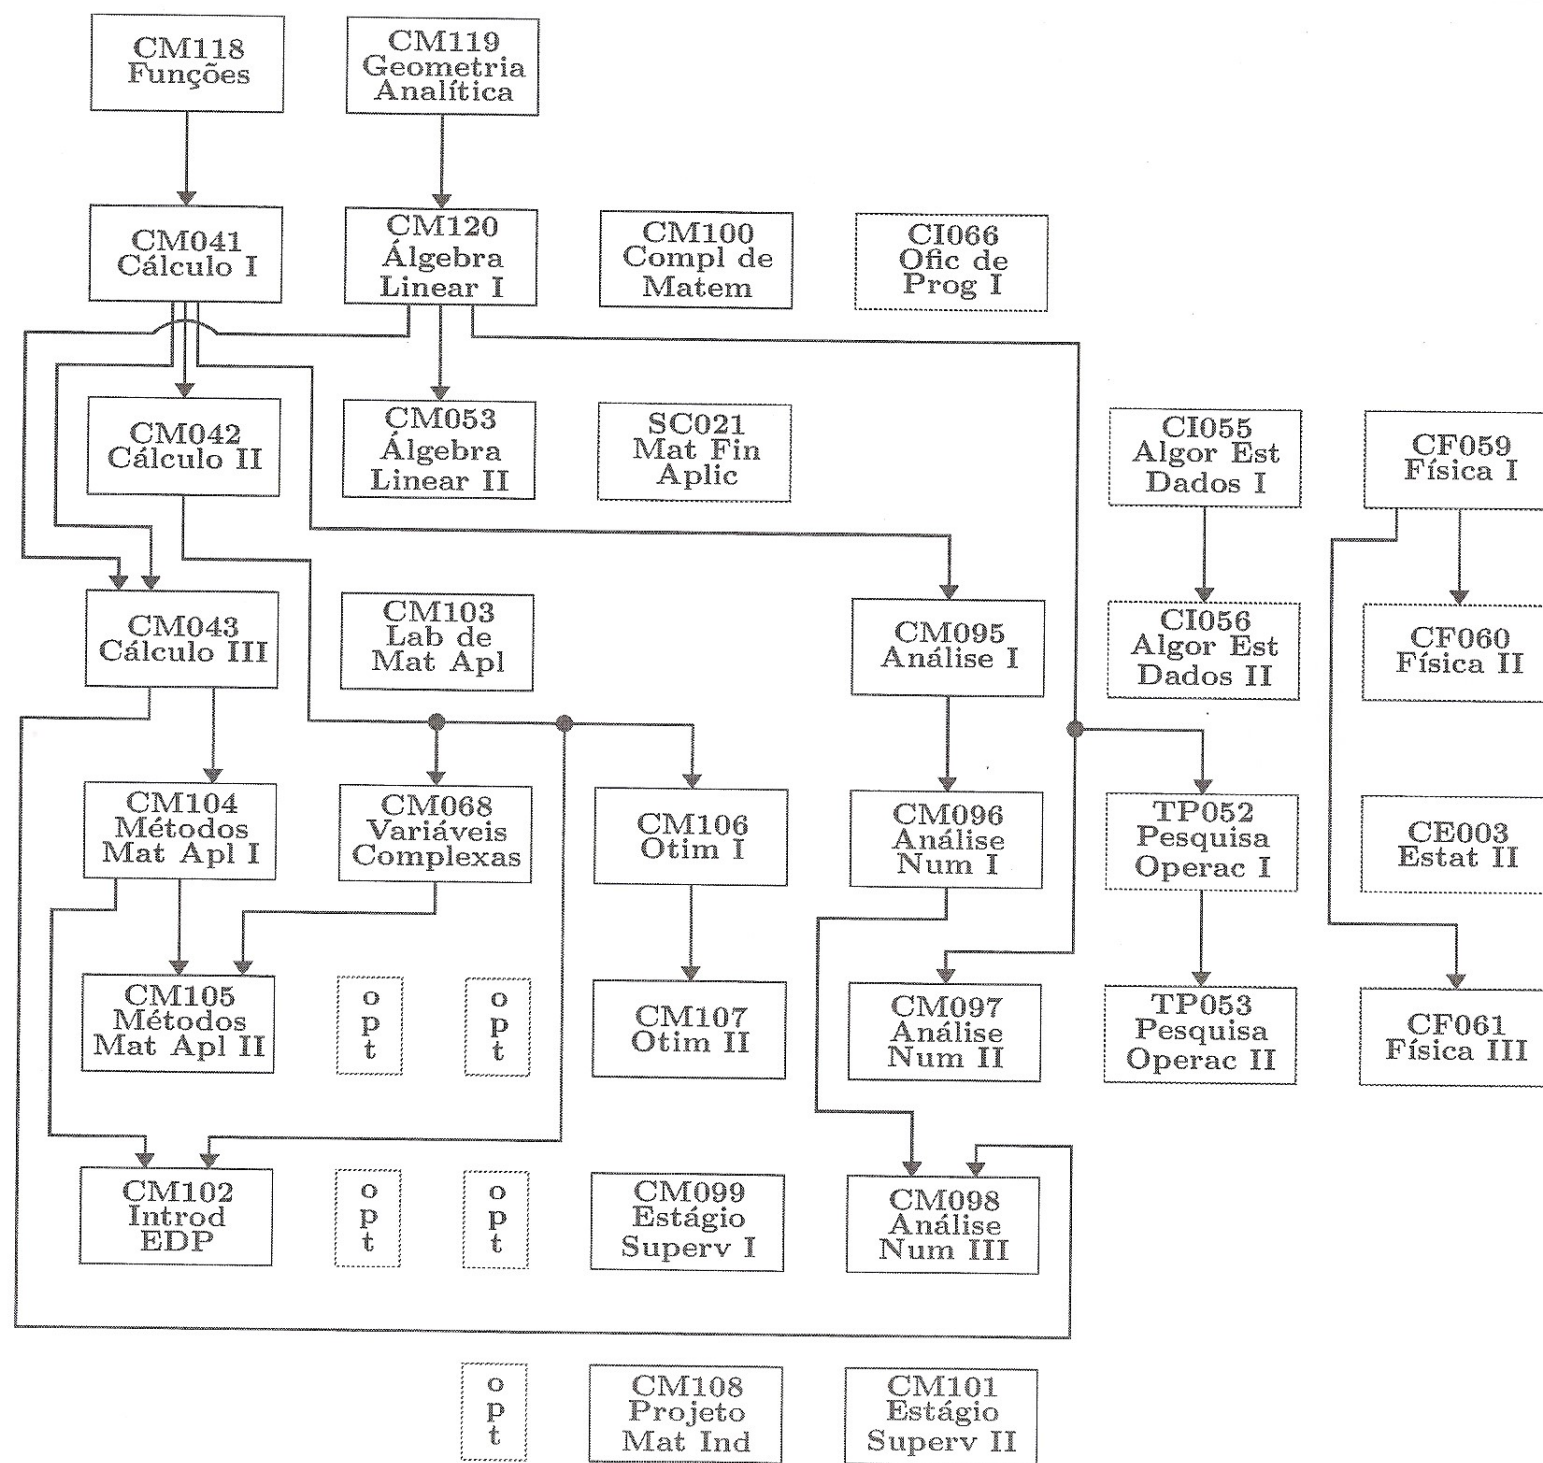 CM118
Funções
CM119
Geometria
Analítica
CM041
Cálculo I
CM120
Álgebra
Linear I
CM100
Compl de
Matem
CI066
Ofic de
Prog I
CM042
Cálculo II
CM053
Álgebra
Linear II
SC021
Mat Fin
Aplic
CI055
Algor Est
Dados I
CF059
Física I
CM043
Cálculo III
CM103
Lab de
Mat Apl
CM095
Análise I
CI056
Algor Est
Dados II
CF060
Física II
CM104
Métodos
Mat Apl I
CM068
Variáveis
Complexas
CM106
Otim I
CM096
Análise
Num I
TP052
Pesquisa
Operac I
CE003
Estat II
CM105
Métodos
Mat Apl II
o
p
t
o
p
t
CM107
Otim II
CM097
Análise
Num II
TP053
Pesquisa
Operac II
CF061
Física III
CM102
Introd
EDP
o
p
t
o
p
t
CM099
Estágio
Superv I
CM098
Análise
Num III
o
p
t
CM108
Projeto
Mat Ind
CM101
Estágio
Superv II